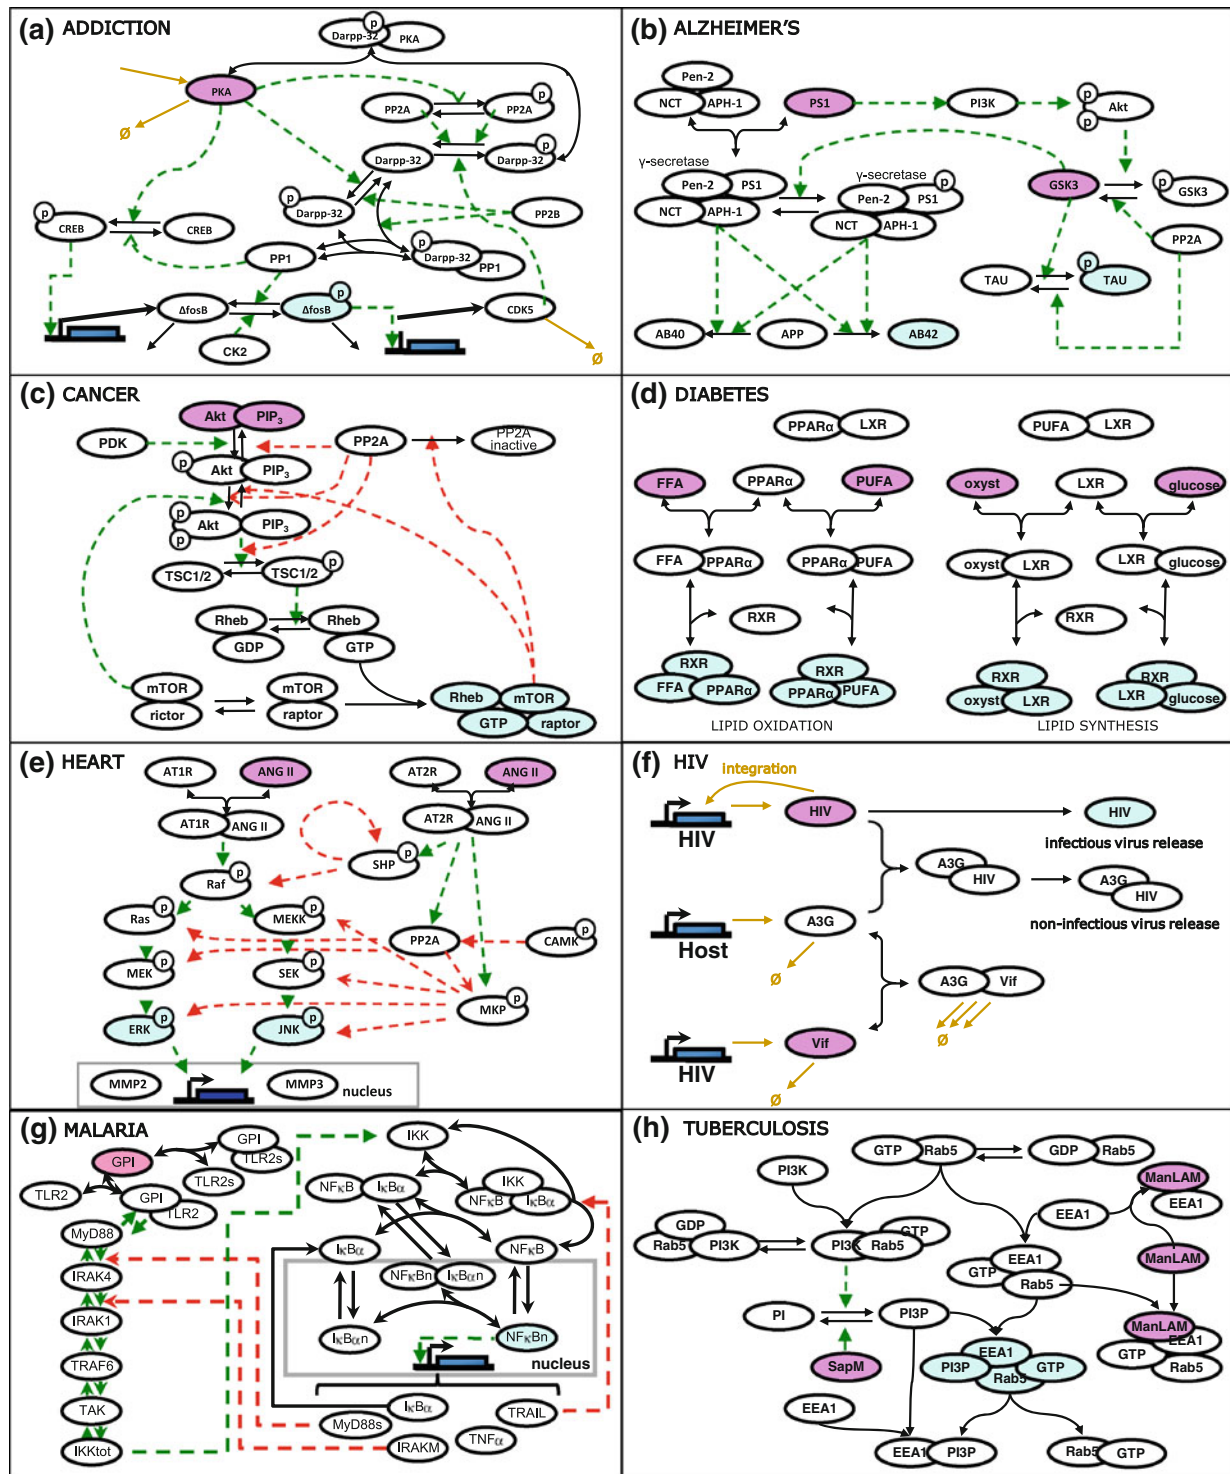 (a) ADDICTION
p
Darpp-32 PKA
PKA
Ø
PP2A PP2A p
Darpp-32 Darpp-32 p
p Darpp-32
p CREB CREB
PP2B
PP1
p Darpp-32 PP1
ΔfosB ΔfosB p
CDK5
CK2
Ø
(b) ALZHEIMER'S
Pen-2
NCT APH-1
PS1
PI3K
p Akt
p
γ-secretase
Pen-2 PS1
NCT APH-1
γ-secretase p
Pen-2 PS1
NCT APH-1
GSK3
p GSK3
PP2A
TAU
p TAU
AB40 APP AB42
(c) CANCER
Akt PIP3
PDK
PP2A
PP2A inactive
p Akt PIP3
p
p Akt PIP3
TSC1/2 TSC1/2 p
Rheb Rheb
GDP GTP
mTOR mTOR
rictor raptor
Rheb mTOR
GTP raptor
(d) DIABETES
PPARα LXR
PUFA LXR
FFA PPARα PUFA
oxyst LXR glucose
FFA PPARα
PPARα PUFA
oxyst LXR
LXR glucose
RXR
RXR
RXR
FFA PPARα
RXR
PPARα PUFA
RXR
oxyst LXR
RXR
LXR glucose
LIPID OXIDATION
LIPID SYNTHESIS
(e) HEART
AT1R ANG II
AT2R ANG II
AT1R ANG II
AT2R ANG II
SHP p
Raf p
Ras p
MEKK p
PP2A
CAMK p
MEK p
SEK p
MKP p
ERK p
JNK p
MMP2 MMP3 nucleus
(f) HIV
integration
HIV
HIV
HIV
infectious virus release
A3G
HIV
A3G
HIV
non-infectious virus release
Host
A3G
Ø
A3G Vif
Ø
HIV
Vif
Ø
(g) MALARIA
GPI
GPI
TLR2s
TLR2s
TLR2
GPI
TLR2
MyD88
IRAK4
IRAK1
TRAF6
TAK
IKKtot
IKK
NFκB IκBα
IKK
NFκB IκBα
IκBα
NFκB
NFκBn IκBαn
IκBαn
NFκBn
nucleus
IκBα
MyD88s
TRAIL
TNFα
IRAKM
(h) TUBERCULOSIS
GTP Rab5
GDP Rab5
PI3K
ManLAM
EEA1
EEA1
GDP
Rab5 PI3K
GTP
PI3K Rab5
EEA1
GTP
Rab5
ManLAM
PI
PI3P
ManLAM
EEA1
GTP
Rab5
SapM
EEA1
PI3P GTP
Rab5
EEA1
EEA1 PI3P
Rab5 GTP